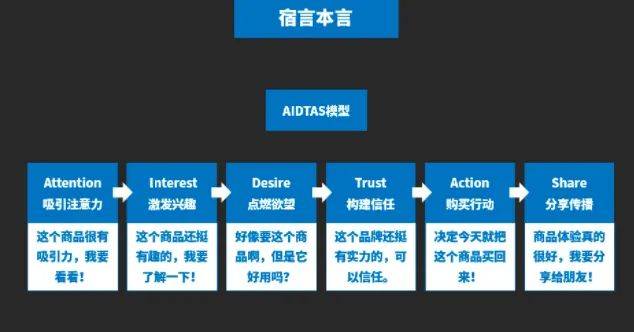 宿言本言
AIDTAS模型
Attention
吸引注意力
这个商品很有
吸引力，我要
看看！
Interest
激发兴趣
这个商品还挺
有趣的，我要
了解一下！
Desire
点燃欲望
好像要这个商
品啊，但是它
好用吗？
Trust
构建信任
这个品牌还挺
有实力的，可
以信任。
Action
购买行动
决定今天就把
这个商品买回
来！
Share
分享传播
商品体验真的
很好，我要分
享给朋友！